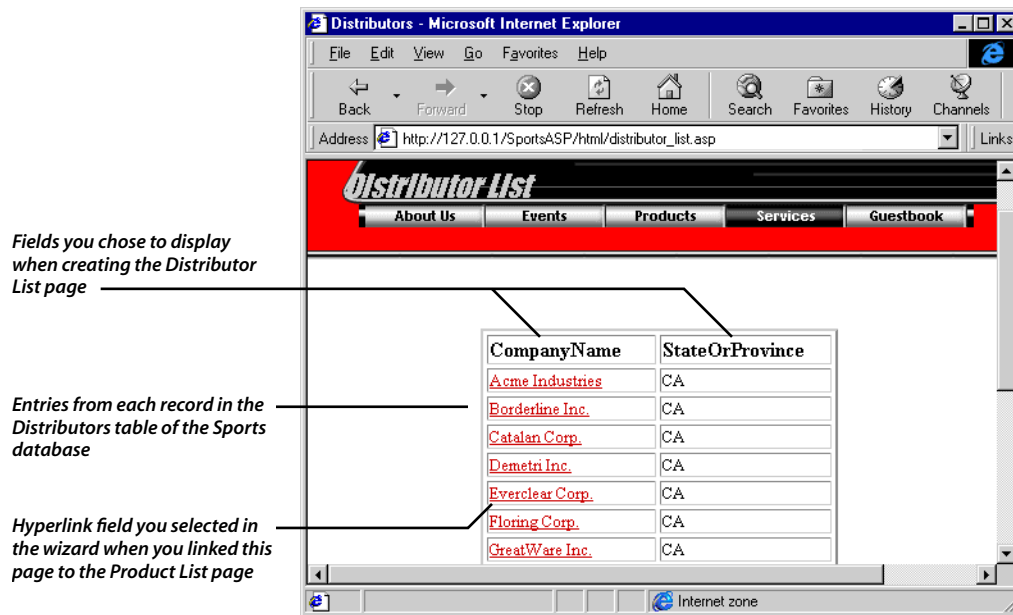 Distributors - Microsoft Internet Explorer
File Edit View Go Favorites Help
Back Forward Stop Refresh Home Search Favorites History Channels
Address http://127.0.0.1/SportsASP/html/distributor_list.asp Links
Distributor List
About Us Events Products Services Guestbook
Fields you chose to display
when creating the Distributor
List page
CompanyName StateOrProvince
Acme Industries CA
Borderline Inc. CA
Catalan Corp. CA
Demetri Inc. CA
Everclear Corp. CA
Floring Corp. CA
GreatWare Inc. CA
Entries from each record in the
Distributors table of the Sports
database
Hyperlink field you selected in
the wizard when you linked this
page to the Product List page
Internet zone